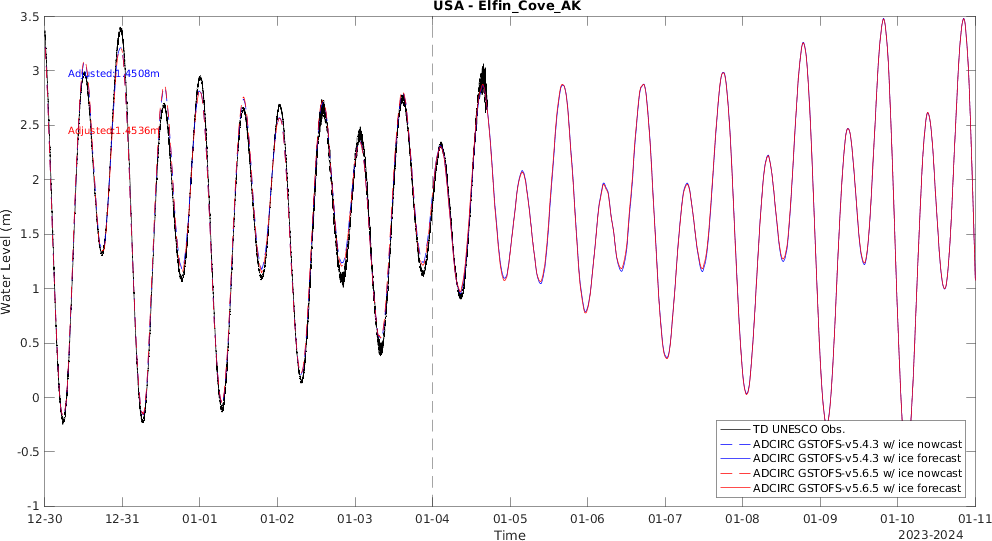 USA - Elfin_Cove_AK
3.5
3
2.5
2
1.5
1
0.5
0
-0.5
-1
Water Level (m)
Adjusted:1.4508m
Adjusted:1.4536m
TD UNESCO Obs.
ADCIRC GSTOFS-v5.4.3 w/ ice nowcast
ADCIRC GSTOFS-v5.4.3 w/ ice forecast
ADCIRC GSTOFS-v5.6.5 w/ ice nowcast
ADCIRC GSTOFS-v5.6.5 w/ ice forecast
12-30 12-31 01-01 01-02 01-03 01-04 01-05 01-06 01-07 01-08 01-09 01-10 01-11
Time
2023-2024